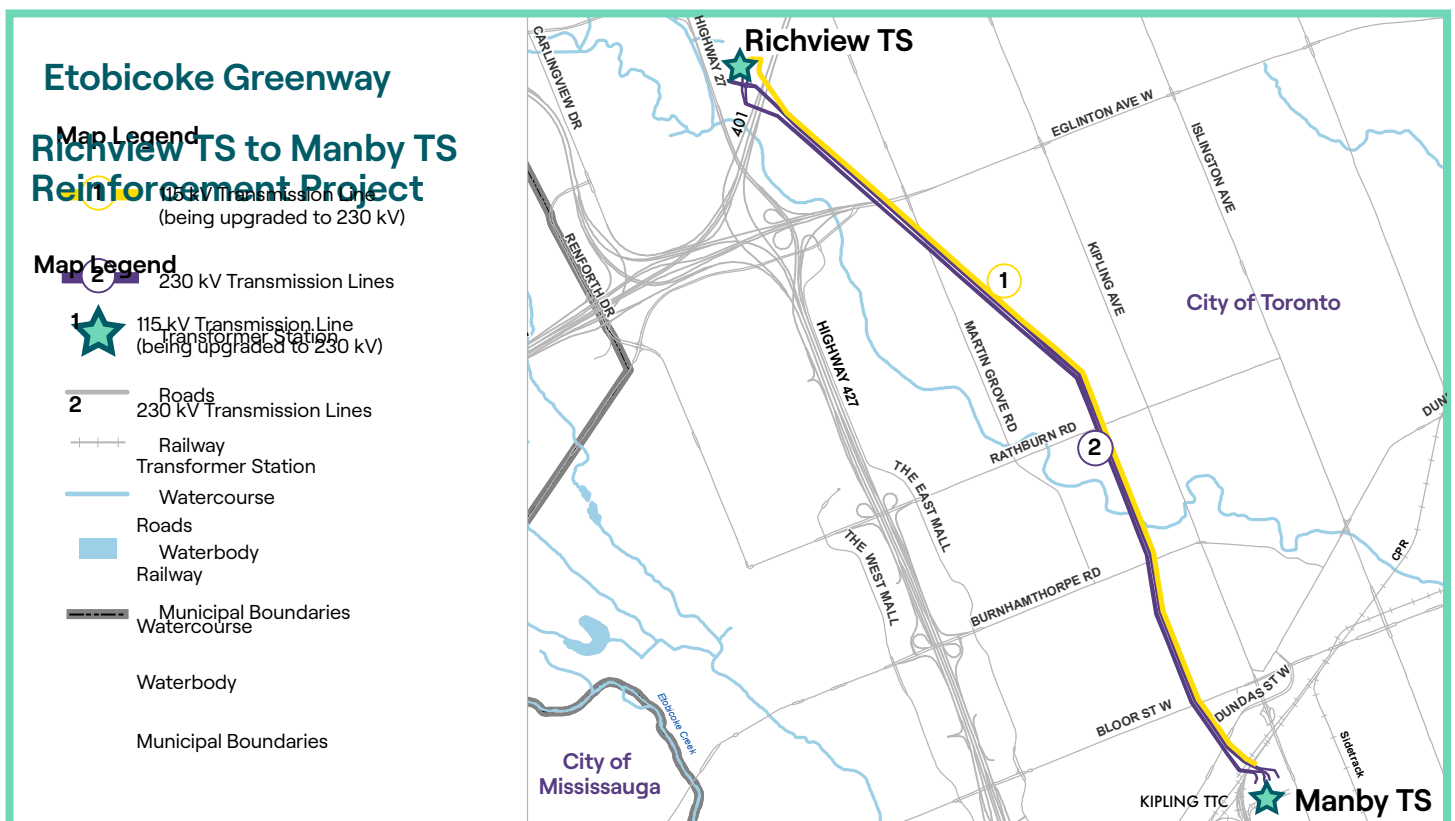 Etobicoke Greenway
Map Legend
Richview TS to Manby TS
Reinforcement Project
1
115 kV Transmission Line
(being upgraded to 230 kV)
Map Legend
2
230 kV Transmission Lines
1
115 kV Transmission Line
(being upgraded to 230 kV)
Transformer Station
Roads
2
230 kV Transmission Lines
Railway
Transformer Station
Watercourse
Roads
Waterbody
Railway
Municipal Boundaries
Watercourse
Waterbody
Municipal Boundaries
Richview TS
CARLINGVIEW DR
HIGHWAY 27
401
EGLINTON AVE W
ISLINGTON AVE
RENFORTH DR
KIPLING AVE
1
City of Toronto
HIGHWAY 427
MARTIN GROVE RD
DUN
RATHBURN RD
2
THE EAST MALL
THE WEST MALL
CPR
BURNHAMTHORPE RD
Etobicoke Creek
BLOOR ST W
DUNDAS ST W
Sidetrack
City of
Mississauga
KIPLING TTC
Manby TS